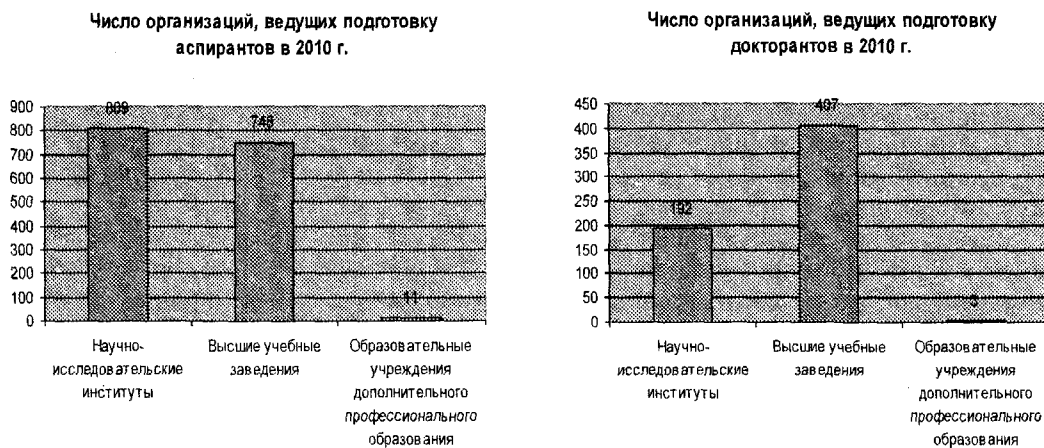 Число организаций, ведущих подготовку
аспирантов в 2010 г.
900
800
700
600
500
400
300
200
100
0
809
748
11
Научно-
исследовательские
институты
Высшие учебные
заведения
Образовательные
учреждения
дополнительного
профессионального
образования
Число организаций, ведущих подготовку
докторантов в 2010 г.
450
400
350
300
250
200
150
100
50
0
192
407
3
Научно-
исследовательские
институты
Высшие учебные
заведения
Образовательные
учреждения
дополнительного
профессионального
образования